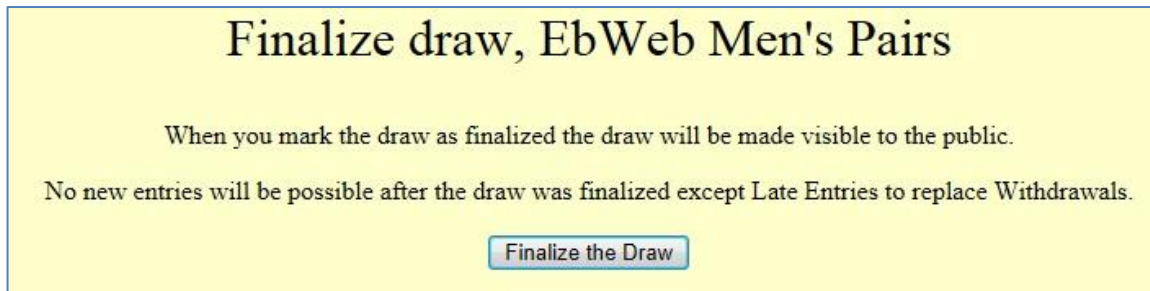 Finalize draw, EbWeb Men's Pairs
When you mark the draw as finalized the draw will be made visible to the public.
No new entries will be possible after the draw was finalized except Late Entries to replace Withdrawals.
Finalize the Draw